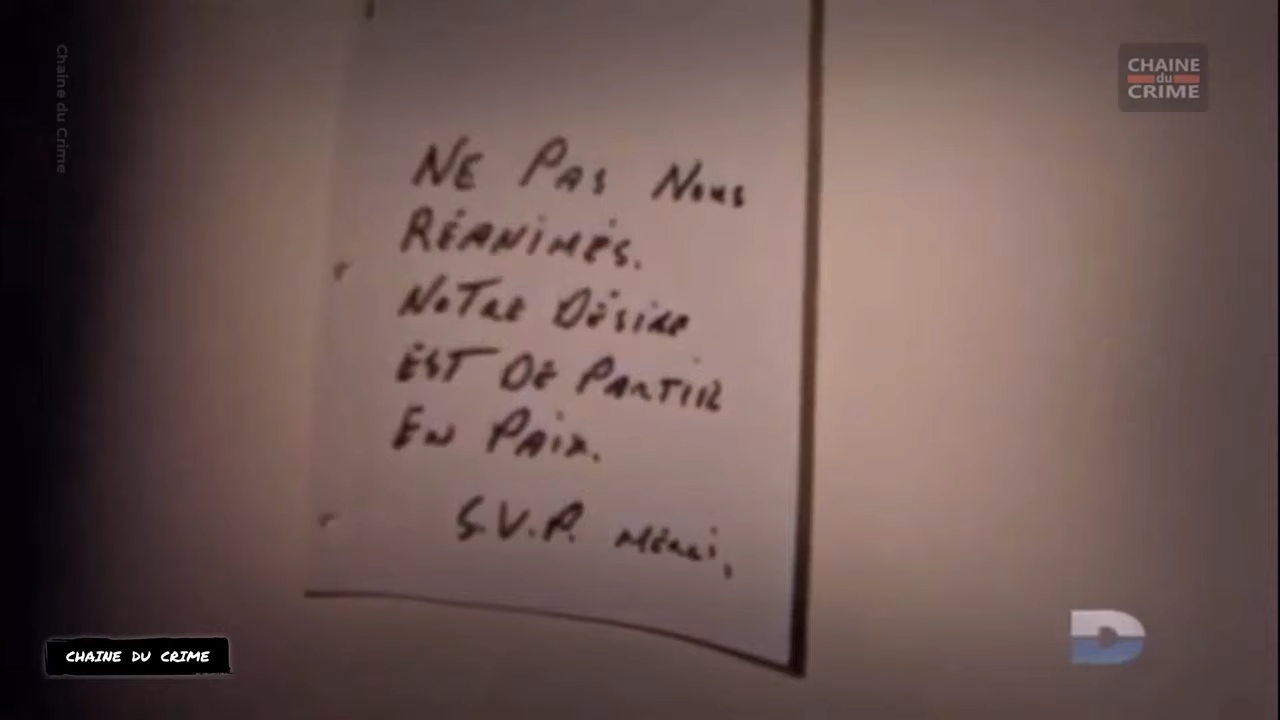 Chaine du Crime
CHAINE
du
CRIME
NE PAS NOUS
RÉANIMÉS.
NOTRE DÉSIRE
EST DE PARTIR
EN PAIX.
S.V.P. MERCI,
CHAINE DU CRIME
D